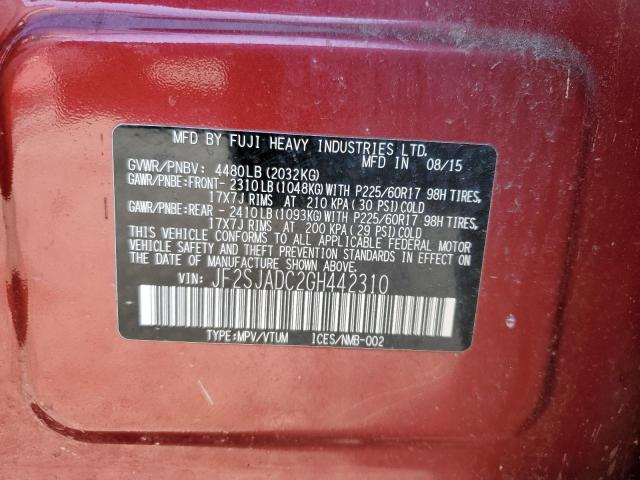 MFD BY FUJI HEAVY INDUSTRIES LTD.
MFD IN 08/15
GVWR/PNBV: 4480LB(2032KG)
GAWR/PNBE:FRONT- 2310LB(1048KG)WITH P225/60R17 98H TIRES,
17X7J RIMS AT 210 KPA(30 PSI)COLD
GAWR/PNBE:REAR - 2410LB(1093KG)WITH P225/60R17 98H TIRES,
17X7J RIMS AT 200 KPA(29 PSI)COLD
THIS VEHICLE CONFORMS TO ALL APPLICABLE FEDERAL MOTOR
VEHICLE SAFETY AND THEFT PREVENTION STANDARDS IN EFFECT ON
THE DATE OF MANUFACTURE SHOWN ABOVE.
VIN: JF2SJADC2GH442310
TYPE:MPV/VTUM ICES/NMB-002